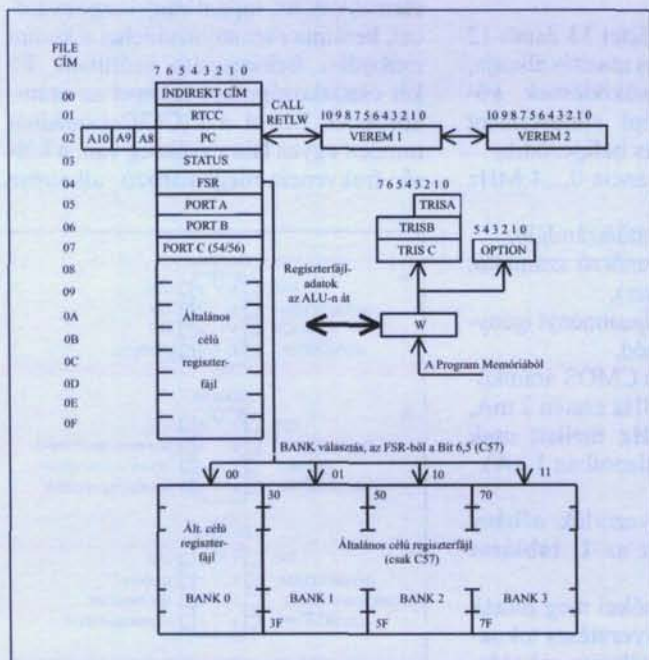 FILE
CÍM
7 6 5 4 3 2 1 0
00 INDIREKT CÍM
01 RTCC
02 A10 A9 A8 PC
03 STATUS
04 FSR
05 PORT A
06 PORT B
07 PORT C (54/56)
08
09
0A
0B
0C
0D
0E
0F
Általános
célú
regiszter-
fájl
CALL
RETLW
10 9 8 7 5 6 4 3 2 1 0
VEREM 1
10 9 8 7 5 6 4 3 2 1 0
VEREM 2
7 6 5 4 3 2 1 0
TRISA
TRISB
TRIS C
5 4 3 2 1 0
OPTION
Regiszterfájl-
adatok
az ALU-n át
W
A Program Memóriából
BANK választás, az FSR-ből a Bit 6,5 (C57)
00 01 10 11
30 50 70
Ált. célú
regiszter-
fájl
Általános célú regiszterfájl
(csak C57)
BANK 0 BANK 1 BANK 2 BANK 3
3F 5F 7F